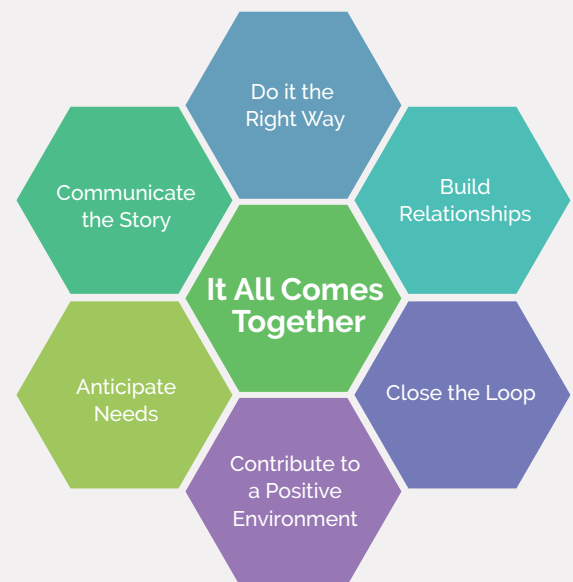 Do it the
Right Way
Build
Relationships
Close the Loop
Contribute to
a Positive
Environment
Anticipate
Needs
Communicate
the Story
It All Comes
Together